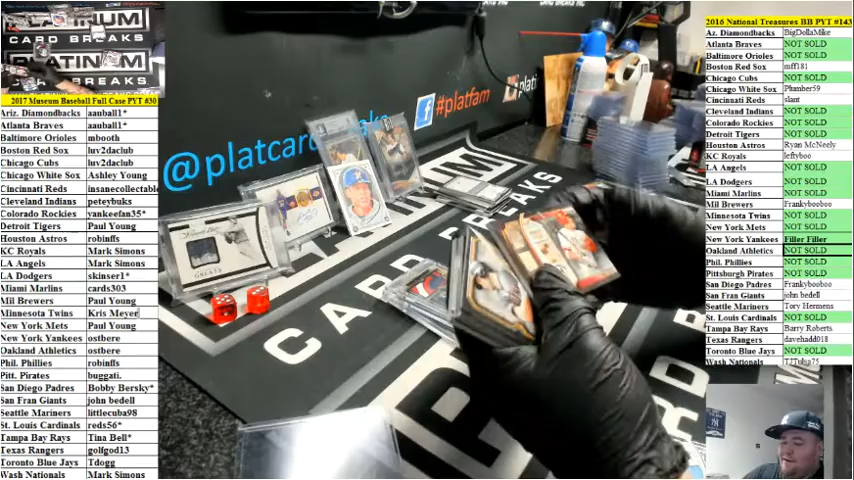 PLATINUM
CARD BREAKS
PLATINUM
CARD BREAKS
2017 Museum Baseball Full Case PYT #30
Ariz. Diamondbacks aauball1*
Atlanta Braves aauball1*
Baltimore Orioles mbooth
Boston Red Sox luv2daclub
Chicago Cubs luv2daclub
Chicago White Sox Ashley Young
Cincinnati Reds insanecollectable
Cleveland Indians peteybuks
Colorado Rockies yankeefan35*
Detroit Tigers Paul Young
Houston Astros robinffs
KC Royals Mark Simons
LA Angels Mark Simons
LA Dodgers skinser1*
Miami Marlins cards303
Mil Brewers Paul Young
Minnesota Twins Kris Meyer
New York Mets Paul Young
New York Yankees ostbere
Oakland Athletics ostbere
Phil. Phillies robinffs
Pitt. Pirates buggati.
San Diego Padres Bobby Bersky*
San Fran Giants john bedell
Seattle Mariners littlecuba98
St. Louis Cardinals reds56*
Tampa Bay Rays Tina Bell*
Texas Rangers golfgod13
Toronto Blue Jays Tdogg
Wash Nationals Mark Simons
PLATINUM
CARD BREAKS
@platcardbreaks
#platfam
CARD BREAKS
CARD
2016 National Treasures BB PYT #143
Az. Diamondbacks BigDollaMike
Atlanta Braves NOT SOLD
Baltimore Orioles NOT SOLD
Boston Red Sox mff181
Chicago Cubs NOT SOLD
Chicago White Sox Plumber59
Cincinnati Reds slant
Cleveland Indians NOT SOLD
Colorado Rockies NOT SOLD
Detroit Tigers NOT SOLD
Houston Astros Ryan McNeely
KC Royals leftyboo
LA Angels NOT SOLD
LA Dodgers NOT SOLD
Miami Marlins NOT SOLD
Mil Brewers Frankybooo
Minnesota Twins NOT SOLD
New York Mets NOT SOLD
New York Yankees Filler Filler
Oakland Athletics NOT SOLD
Phil. Phillies NOT SOLD
Pittsburgh Pirates NOT SOLD
San Diego Padres Frankybooo
San Fran Giants john bedell
Seattle Mariners Tory Hermens
St. Louis Cardinals NOT SOLD
Tampa Bay Rays Barry Roberts
Texas Rangers davehadd018
Toronto Blue Jays NOT SOLD
Wash Nationals TJTulsa75